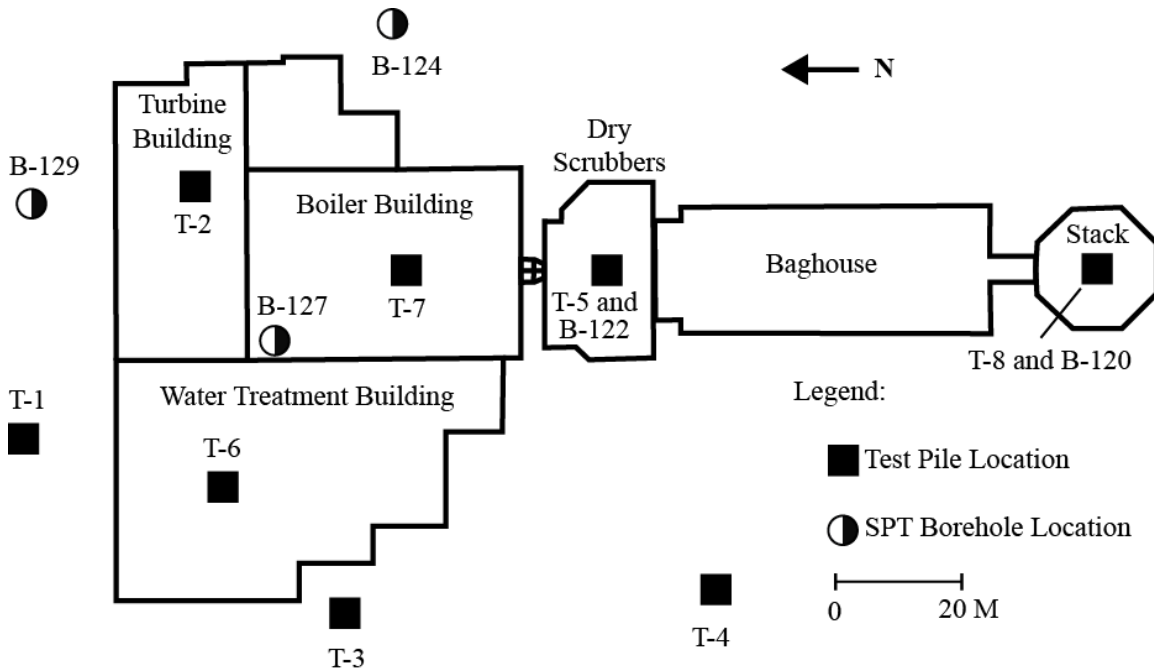 B-124
N
Turbine
Building
Dry
Scrubbers
B-129
T-2
Boiler Building
Stack
Baghouse
B-127
T-7
T-5 and
B-122
T-8 and B-120
T-1
Water Treatment Building
Legend:
T-6
Test Pile Location
SPT Borehole Location
0
20 M
T-3
T-4